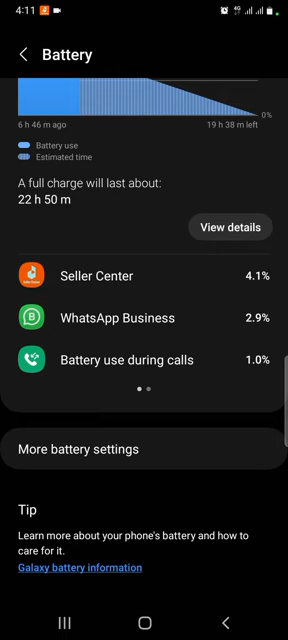 4:11
4G
Battery
0%
6 h 46 m ago
19 h 38 m left
Battery use
Estimated time
A full charge will last about:
22 h 50 m
View details
Seller Center
4.1%
WhatsApp Business
2.9%
Battery use during calls
1.0%
More battery settings
Tip
Learn more about your phone's battery and how to
care for it.
Galaxy battery information